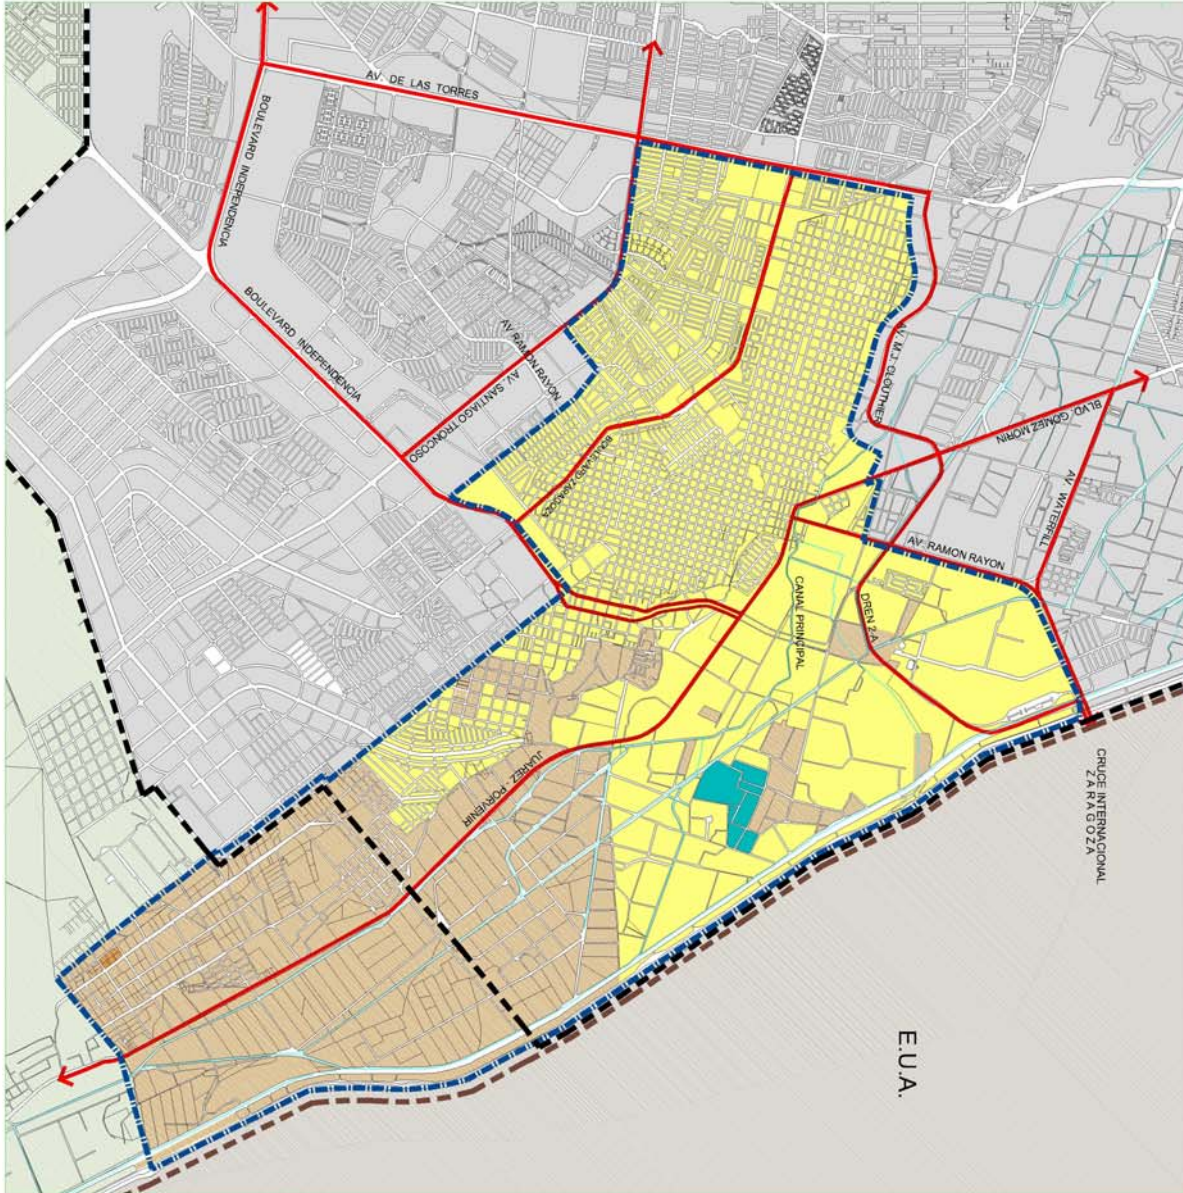 AV. DE LAS TORRES
BOULEVARD INDEPENDENCIA
BOULEVARD INDEPENDENCIA
AV RAMON RAYON
AV. SANTIAGO TRONCOSO
BOULEVARD ZARAGOZA
AV. M.J. CLOUTHIER
BLVD. GOMEZ MORIN
AV. WATERFILL
AV. RAMON RAYON
CANAL PRINCIPAL
DREN 2-A
JUAREZ - PORVENIR
CRUCE INTERNACIONAL
ZARAGOZA
E.U.A.